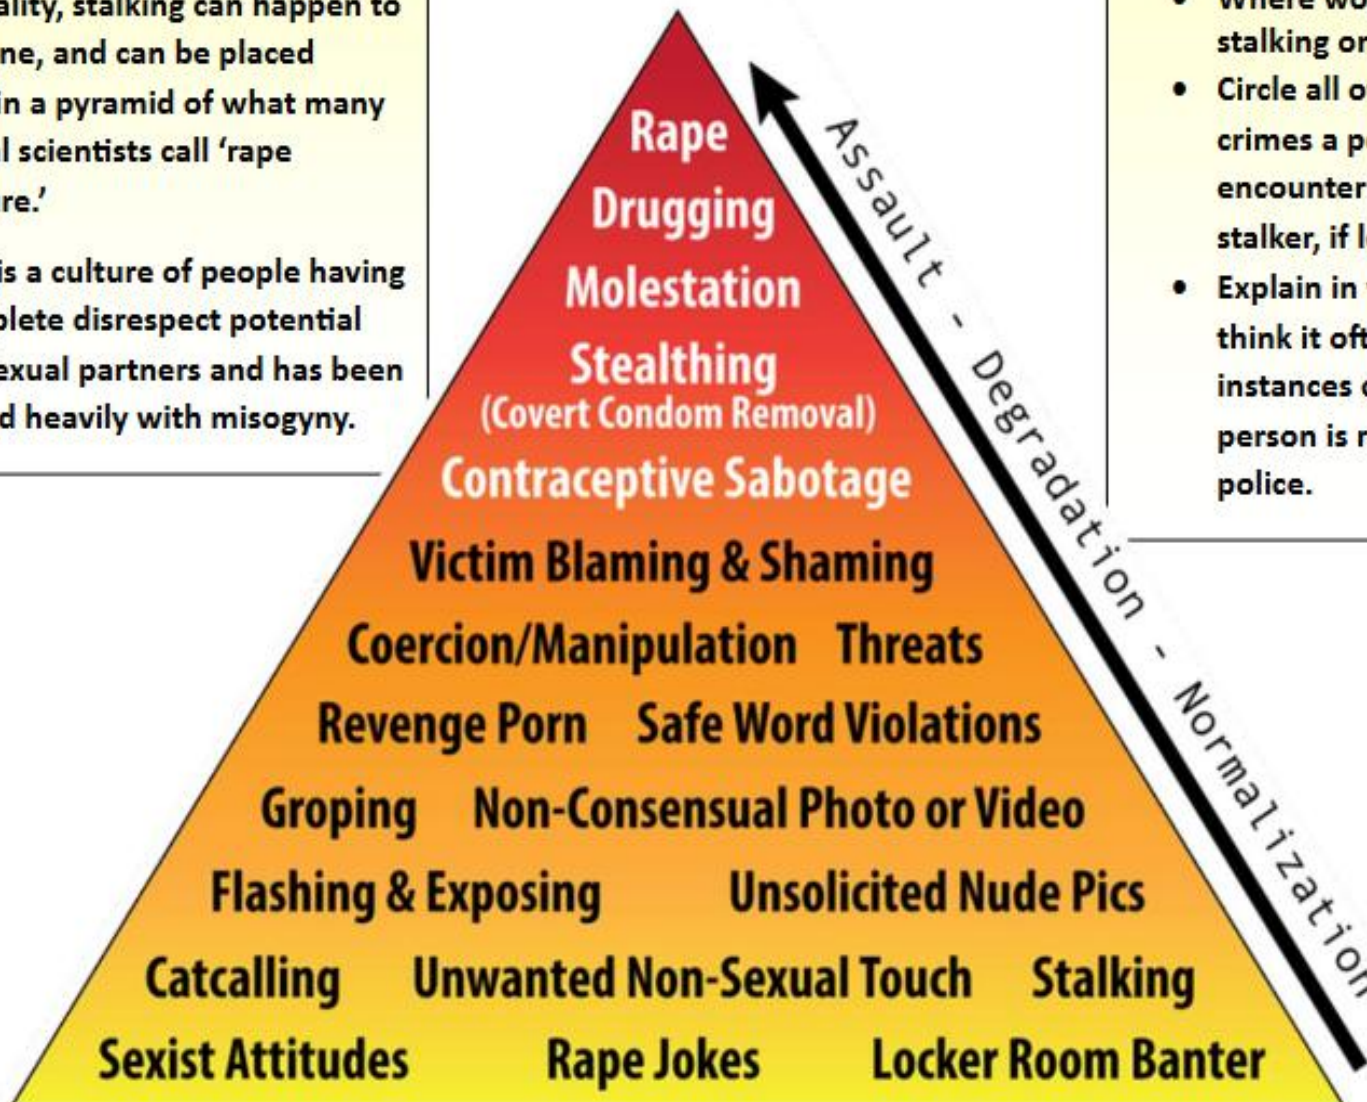 ality, stalking can happen to
ne, and can be placed
in a pyramid of what many
l scientists call ‘rape
re.’
is a culture of people having
plete disrespect potential
exual partners and has been
d heavily with misogyny.
Rape
Drugging
Molestation
Stealthing
(Covert Condom Removal)
Contraceptive Sabotage
Victim Blaming & Shaming
Coercion/Manipulation Threats
Revenge Porn Safe Word Violations
Groping Non-Consensual Photo or Video
Flashing & Exposing Unsolicited Nude Pics
Catcalling Unwanted Non-Sexual Touch Stalking
Sexist Attitudes Rape Jokes Locker Room Banter
Assault - Degradation - Normalization
• Where wo
stalking or
• Circle all o
crimes a p
encounter
stalker, if l
• Explain in
think it oft
instances
person is r
police.